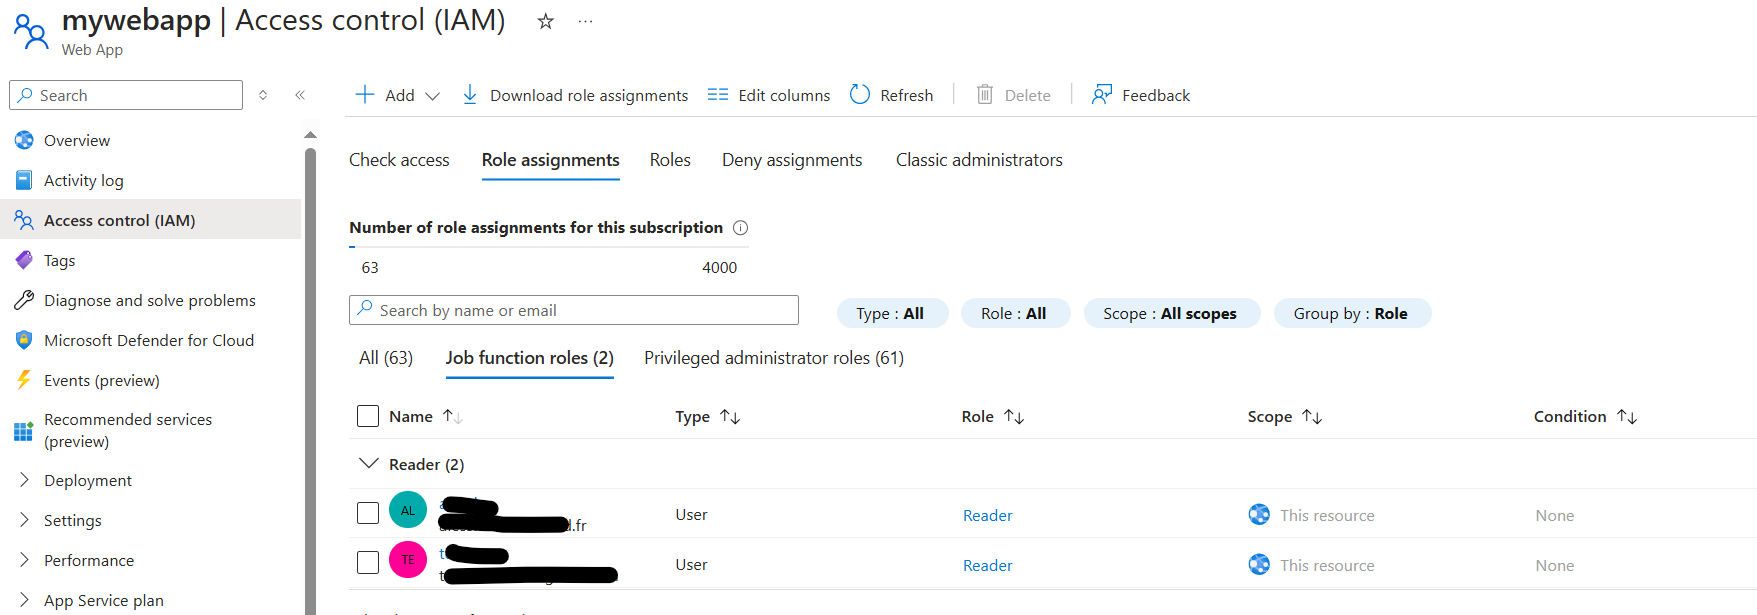 mywebapp | Access control (IAM)
Web App
Search
Add
Download role assignments
Edit columns
Refresh
Delete
Feedback
Overview
Activity log
Access control (IAM)
Tags
Diagnose and solve problems
Microsoft Defender for Cloud
Events (preview)
Recommended services
(preview)
Deployment
Settings
Performance
App Service plan
Check access
Role assignments
Roles
Deny assignments
Classic administrators
Number of role assignments for this subscription
63
4000
Search by name or email
Type : All
Role : All
Scope : All scopes
Group by : Role
All (63)
Job function roles (2)
Privileged administrator roles (61)
Name
Type
Role
Scope
Condition
Reader (2)
AL
.fr
User
Reader
This resource
None
TE
User
Reader
This resource
None